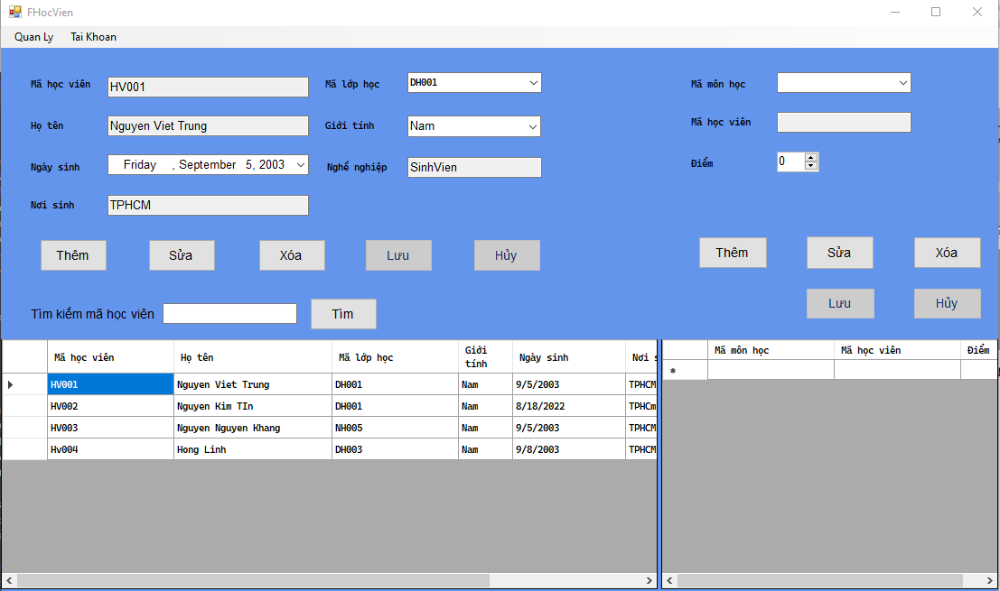 FHocVien
Quan Ly Tai Khoan
Mã học viên HV001 Mã lớp học DH001 Mã môn học
Họ tên Nguyen Viet Trung Giới tính Nam Mã học viên
Ngày sinh Friday , September 5, 2003 Nghề nghiệp SinhVien Điểm 0
Nơi sinh TPHCM
Thêm Sửa Xóa Lưu Hủy Thêm Sửa Xóa
Lưu Hủy
Tìm kiếm mã học viên Tìm
Mã học viên Họ tên Mã lớp học Giới tính Ngày sinh Nơi s
HV001 Nguyen Viet Trung DH001 Nam 9/5/2003 TPHCM
HV002 Nguyen Kim TIn DH001 Nam 8/18/2022 TPHCm
HV003 Nguyen Nguyen Khang NH005 Nam 9/5/2003 TPHCM
Hv004 Hong Linh DH003 Nam 9/8/2003 TPHCM
Mã môn học Mã học viên Điểm